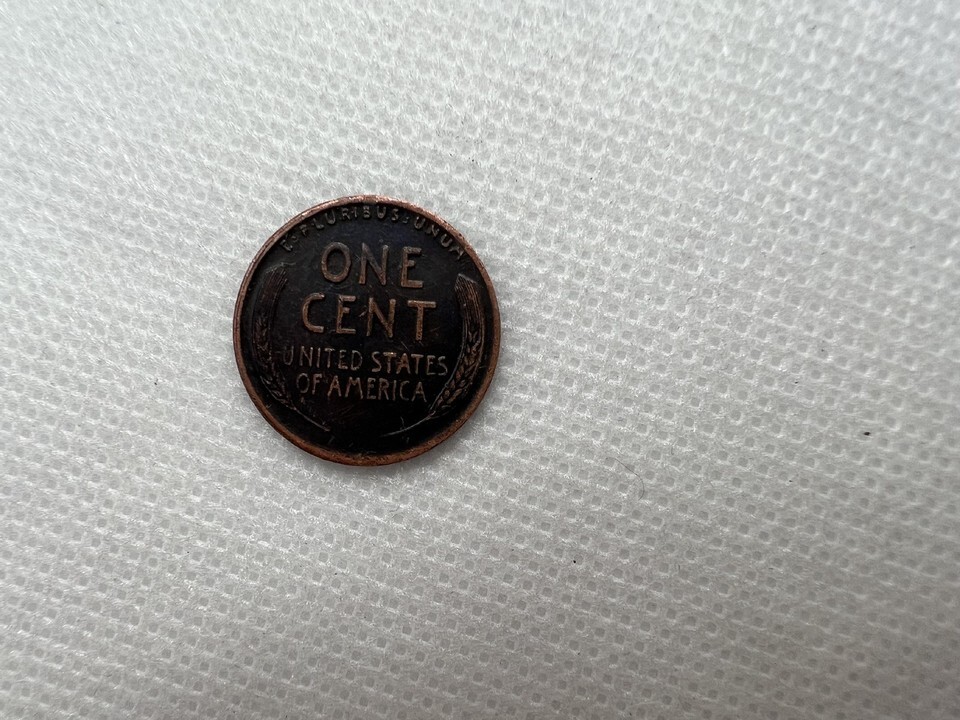 E·PLURIBUS·UNUM
ONE
CENT
UNITED STATES
OF AMERICA